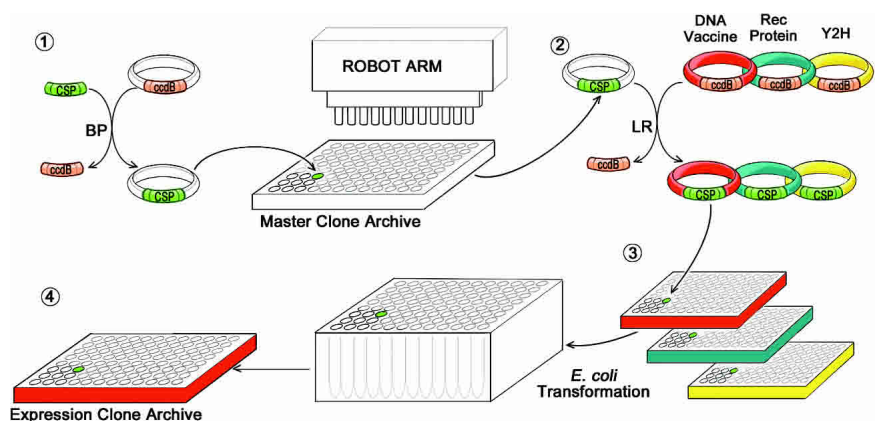 1
CSP
ccdB
BP
ccdB
CSP
ROBOT ARM
Master Clone Archive
2
CSP
LR
ccdB
DNA
Vaccine
Rec
Protein
Y2H
ccdB
ccdB
ccdB
CSP
CSP
CSP
3
E. coli
Transformation
4
Expression Clone Archive